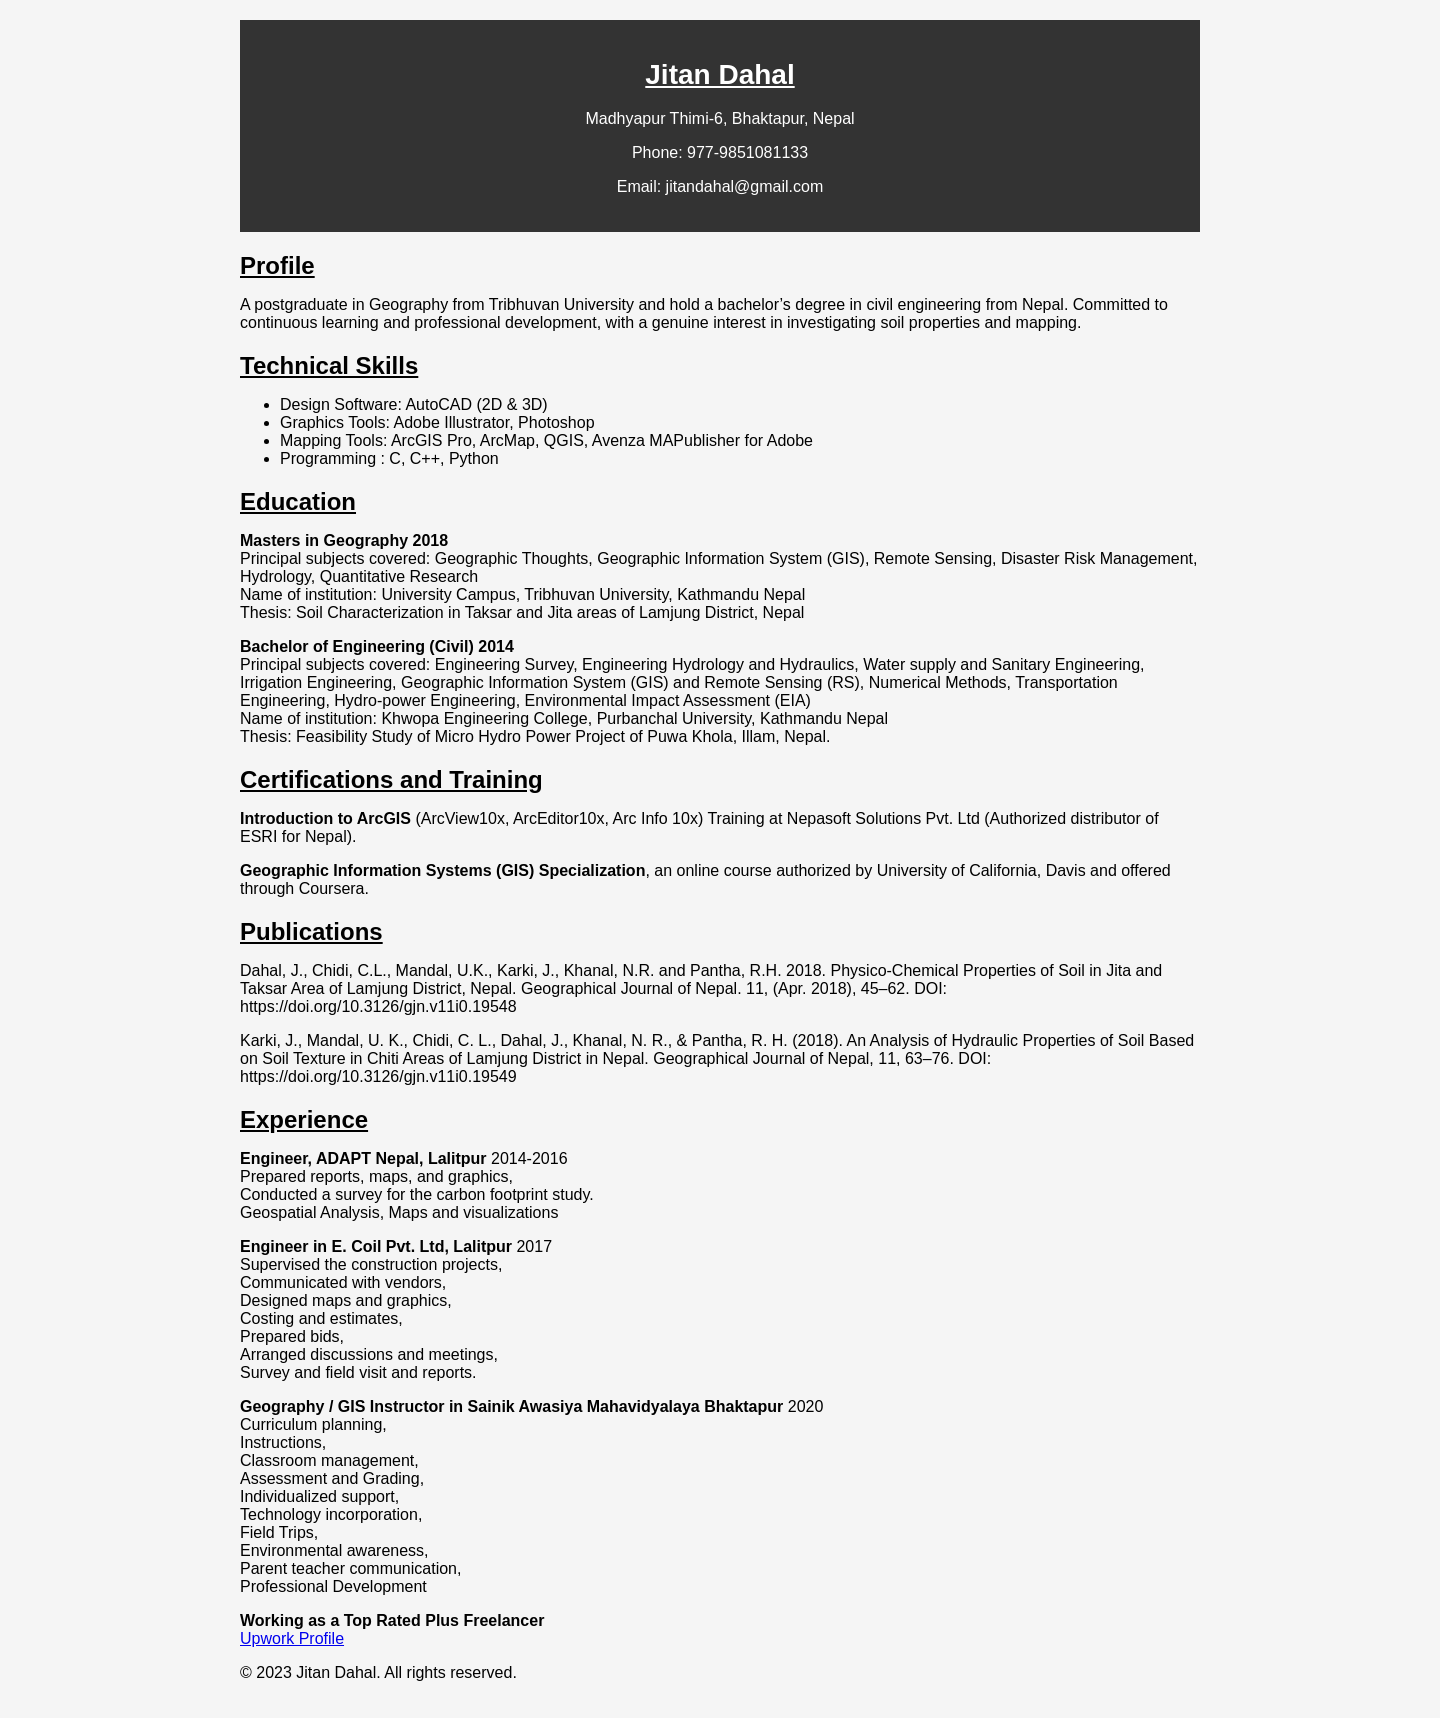 Jitan Dahal
Madhyapur Thimi-6, Bhaktapur, Nepal
Phone: 977-9851081133
Email: jitandahal@gmail.com
Profile
A postgraduate in Geography from Tribhuvan University and hold a bachelor’s degree in civil engineering from Nepal. Committed to
continuous learning and professional development, with a genuine interest in investigating soil properties and mapping.
Technical Skills
• Design Software: AutoCAD (2D & 3D)
• Graphics Tools: Adobe Illustrator, Photoshop
• Mapping Tools: ArcGIS Pro, ArcMap, QGIS, Avenza MAPublisher for Adobe
• Programming : C, C++, Python
Education
Masters in Geography 2018
Principal subjects covered: Geographic Thoughts, Geographic Information System (GIS), Remote Sensing, Disaster Risk Management,
Hydrology, Quantitative Research
Name of institution: University Campus, Tribhuvan University, Kathmandu Nepal
Thesis: Soil Characterization in Taksar and Jita areas of Lamjung District, Nepal
Bachelor of Engineering (Civil) 2014
Principal subjects covered: Engineering Survey, Engineering Hydrology and Hydraulics, Water supply and Sanitary Engineering,
Irrigation Engineering, Geographic Information System (GIS) and Remote Sensing (RS), Numerical Methods, Transportation
Engineering, Hydro-power Engineering, Environmental Impact Assessment (EIA)
Name of institution: Khwopa Engineering College, Purbanchal University, Kathmandu Nepal
Thesis: Feasibility Study of Micro Hydro Power Project of Puwa Khola, Illam, Nepal.
Certifications and Training
Introduction to ArcGIS (ArcView10x, ArcEditor10x, Arc Info 10x) Training at Nepasoft Solutions Pvt. Ltd (Authorized distributor of
ESRI for Nepal).
Geographic Information Systems (GIS) Specialization, an online course authorized by University of California, Davis and offered
through Coursera.
Publications
Dahal, J., Chidi, C.L., Mandal, U.K., Karki, J., Khanal, N.R. and Pantha, R.H. 2018. Physico-Chemical Properties of Soil in Jita and
Taksar Area of Lamjung District, Nepal. Geographical Journal of Nepal. 11, (Apr. 2018), 45–62. DOI:
https://doi.org/10.3126/gjn.v11i0.19548
Karki, J., Mandal, U. K., Chidi, C. L., Dahal, J., Khanal, N. R., & Pantha, R. H. (2018). An Analysis of Hydraulic Properties of Soil Based
on Soil Texture in Chiti Areas of Lamjung District in Nepal. Geographical Journal of Nepal, 11, 63–76. DOI:
https://doi.org/10.3126/gjn.v11i0.19549
Experience
Engineer, ADAPT Nepal, Lalitpur 2014-2016
Prepared reports, maps, and graphics,
Conducted a survey for the carbon footprint study.
Geospatial Analysis, Maps and visualizations
Engineer in E. Coil Pvt. Ltd, Lalitpur 2017
Supervised the construction projects,
Communicated with vendors,
Designed maps and graphics,
Costing and estimates,
Prepared bids,
Arranged discussions and meetings,
Survey and field visit and reports.
Geography / GIS Instructor in Sainik Awasiya Mahavidyalaya Bhaktapur 2020
Curriculum planning,
Instructions,
Classroom management,
Assessment and Grading,
Individualized support,
Technology incorporation,
Field Trips,
Environmental awareness,
Parent teacher communication,
Professional Development
Working as a Top Rated Plus Freelancer
Upwork Profile
© 2023 Jitan Dahal. All rights reserved.